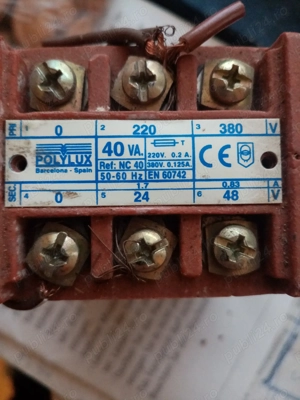 PRI 1 0 2 220 3 380 V
POLYLUX
Barcelona - Spain
40 VA
Ref: NC 40
50-60 Hz
T
220V. 0.2 A.
380V. 0,125A.
EN 60742
CE
SEC 1.7 0,83 A
4 0 5 24 6 48 V